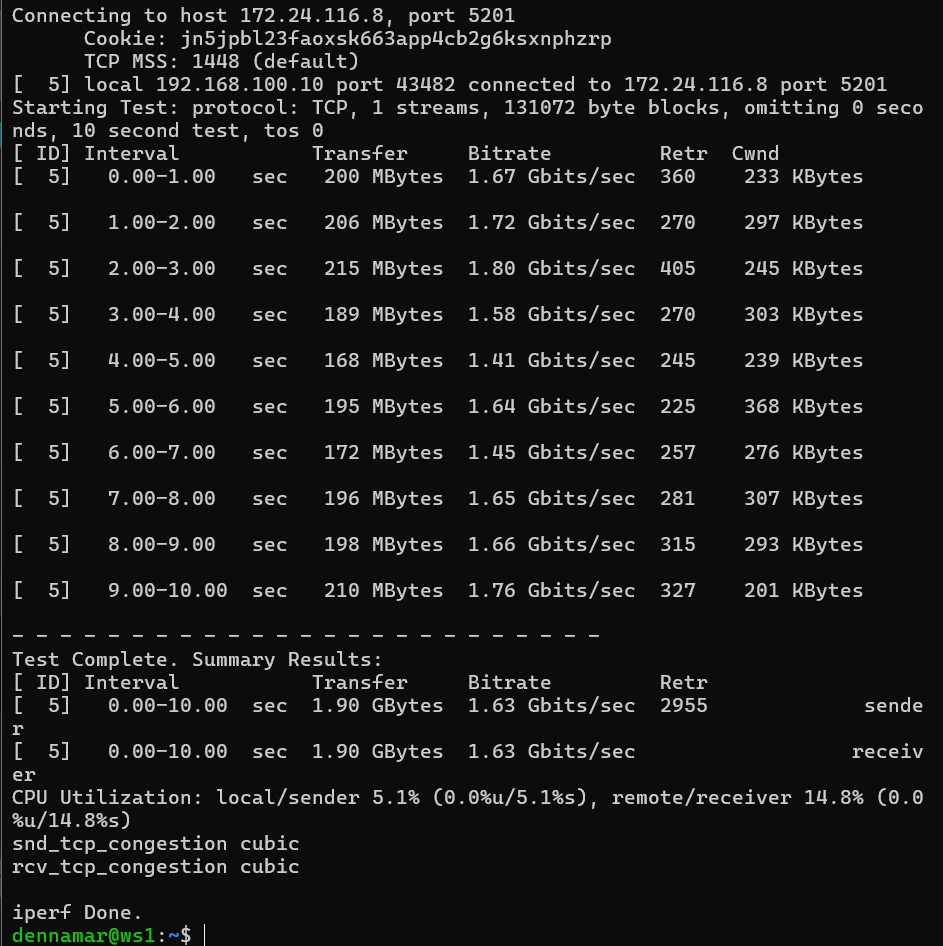 Connecting to host 172.24.116.8, port 5201
      Cookie: jn5jpbl23faoxsk663app4cb2g6ksxnphzrp
      TCP MSS: 1448 (default)
[  5] local 192.168.100.10 port 43482 connected to 172.24.116.8 port 5201
Starting Test: protocol: TCP, 1 streams, 131072 byte blocks, omitting 0 seco
nds, 10 second test, tos 0
[ ID] Interval           Transfer     Bitrate         Retr  Cwnd
[  5]   0.00-1.00   sec   200 MBytes  1.67 Gbits/sec  360    233 KBytes
[  5]   1.00-2.00   sec   206 MBytes  1.72 Gbits/sec  270    297 KBytes
[  5]   2.00-3.00   sec   215 MBytes  1.80 Gbits/sec  405    245 KBytes
[  5]   3.00-4.00   sec   189 MBytes  1.58 Gbits/sec  270    303 KBytes
[  5]   4.00-5.00   sec   168 MBytes  1.41 Gbits/sec  245    239 KBytes
[  5]   5.00-6.00   sec   195 MBytes  1.64 Gbits/sec  225    368 KBytes
[  5]   6.00-7.00   sec   172 MBytes  1.45 Gbits/sec  257    276 KBytes
[  5]   7.00-8.00   sec   196 MBytes  1.65 Gbits/sec  281    307 KBytes
[  5]   8.00-9.00   sec   198 MBytes  1.66 Gbits/sec  315    293 KBytes
[  5]   9.00-10.00  sec   210 MBytes  1.76 Gbits/sec  327    201 KBytes
- - - - - - - - - - - - - - - - - - - - - - - - -
Test Complete. Summary Results:
[ ID] Interval           Transfer     Bitrate         Retr
[  5]   0.00-10.00  sec  1.90 GBytes  1.63 Gbits/sec  2955             sende
r
[  5]   0.00-10.00  sec  1.90 GBytes  1.63 Gbits/sec                  receiv
er
CPU Utilization: local/sender 5.1% (0.0%u/5.1%s), remote/receiver 14.8% (0.0
%u/14.8%s)
snd_tcp_congestion cubic
rcv_tcp_congestion cubic
iperf Done.
dennamar@ws1:~$